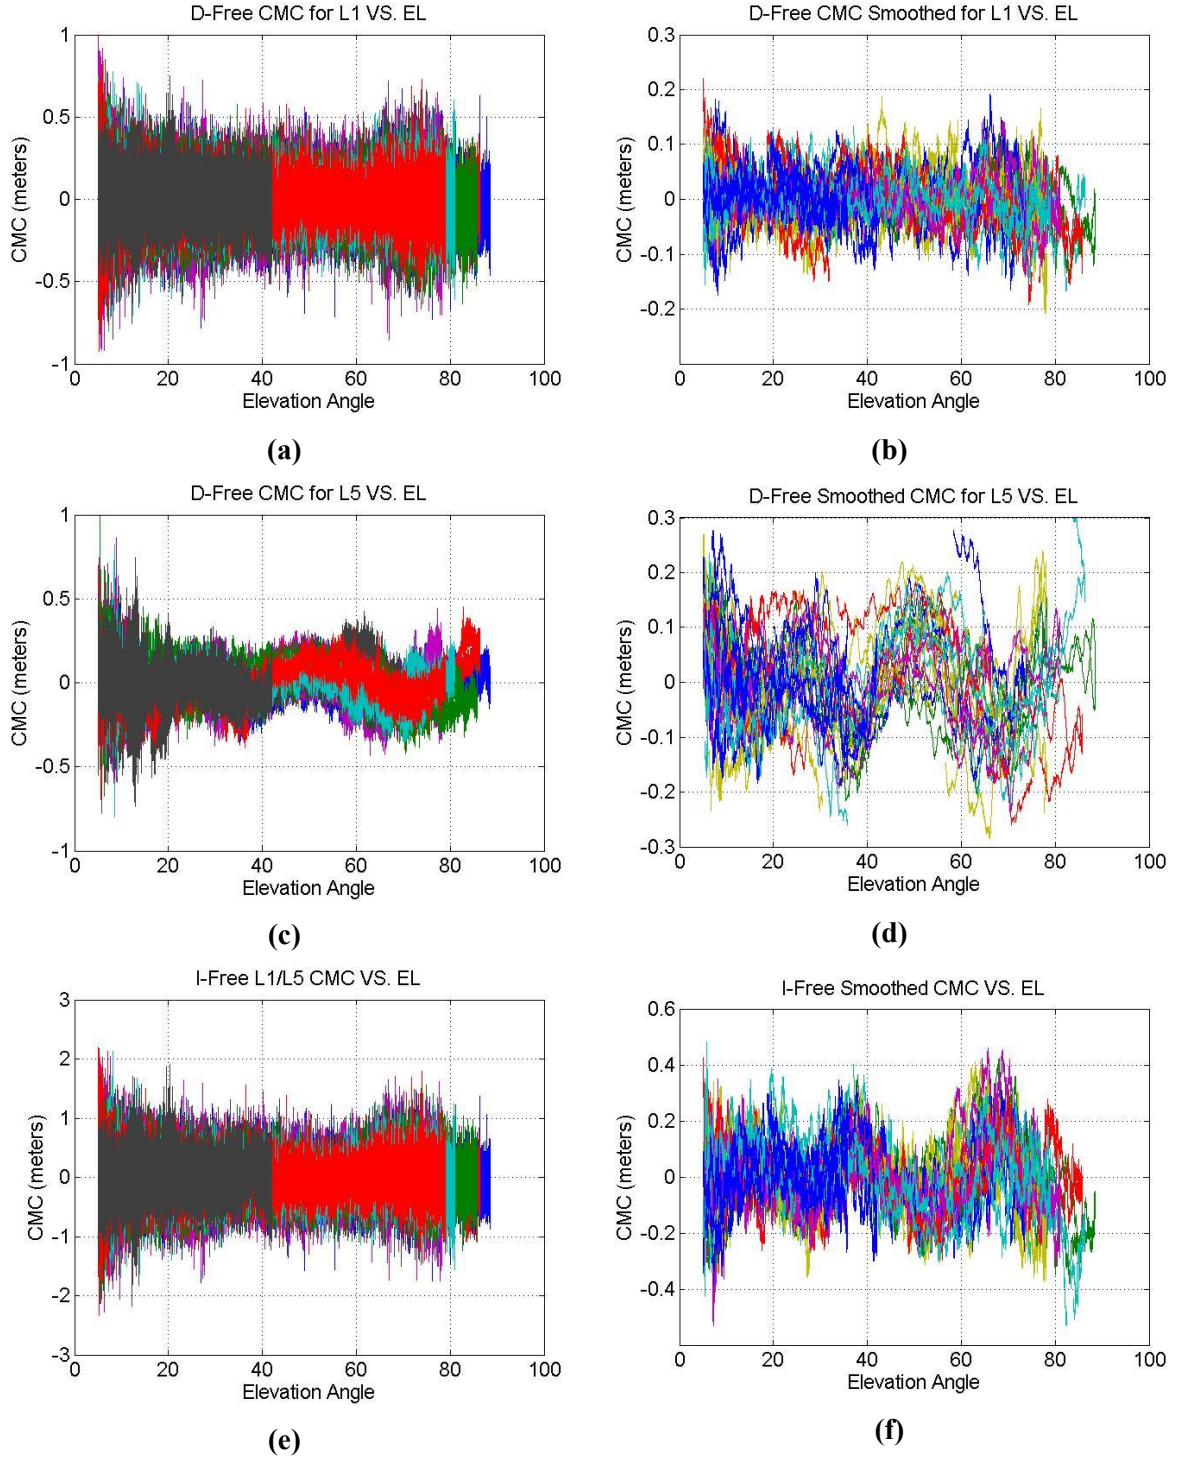 D-Free CMC for L1 VS. EL
1
0.5
0
-0.5
-1
CMC (meters)
0 20 40 60 80 100
Elevation Angle
(a)
D-Free CMC Smoothed for L1 VS. EL
0.3
0.2
0.1
0
-0.1
-0.2
CMC (meters)
0 20 40 60 80 100
Elevation Angle
(b)
D-Free CMC for L5 VS. EL
1
0.5
0
-0.5
-1
CMC (meters)
0 20 40 60 80 100
Elevation Angle
(c)
D-Free Smoothed CMC for L5 VS. EL
0.3
0.2
0.1
0
-0.1
-0.2
-0.3
CMC (meters)
0 20 40 60 80 100
Elevation Angle
(d)
I-Free L1/L5 CMC VS. EL
3
2
1
0
-1
-2
-3
CMC (meters)
0 20 40 60 80 100
Elevation Angle
(e)
I-Free Smoothed CMC VS. EL
0.6
0.4
0.2
0
-0.2
-0.4
CMC (meters)
0 20 40 60 80 100
Elevation Angle
(f)